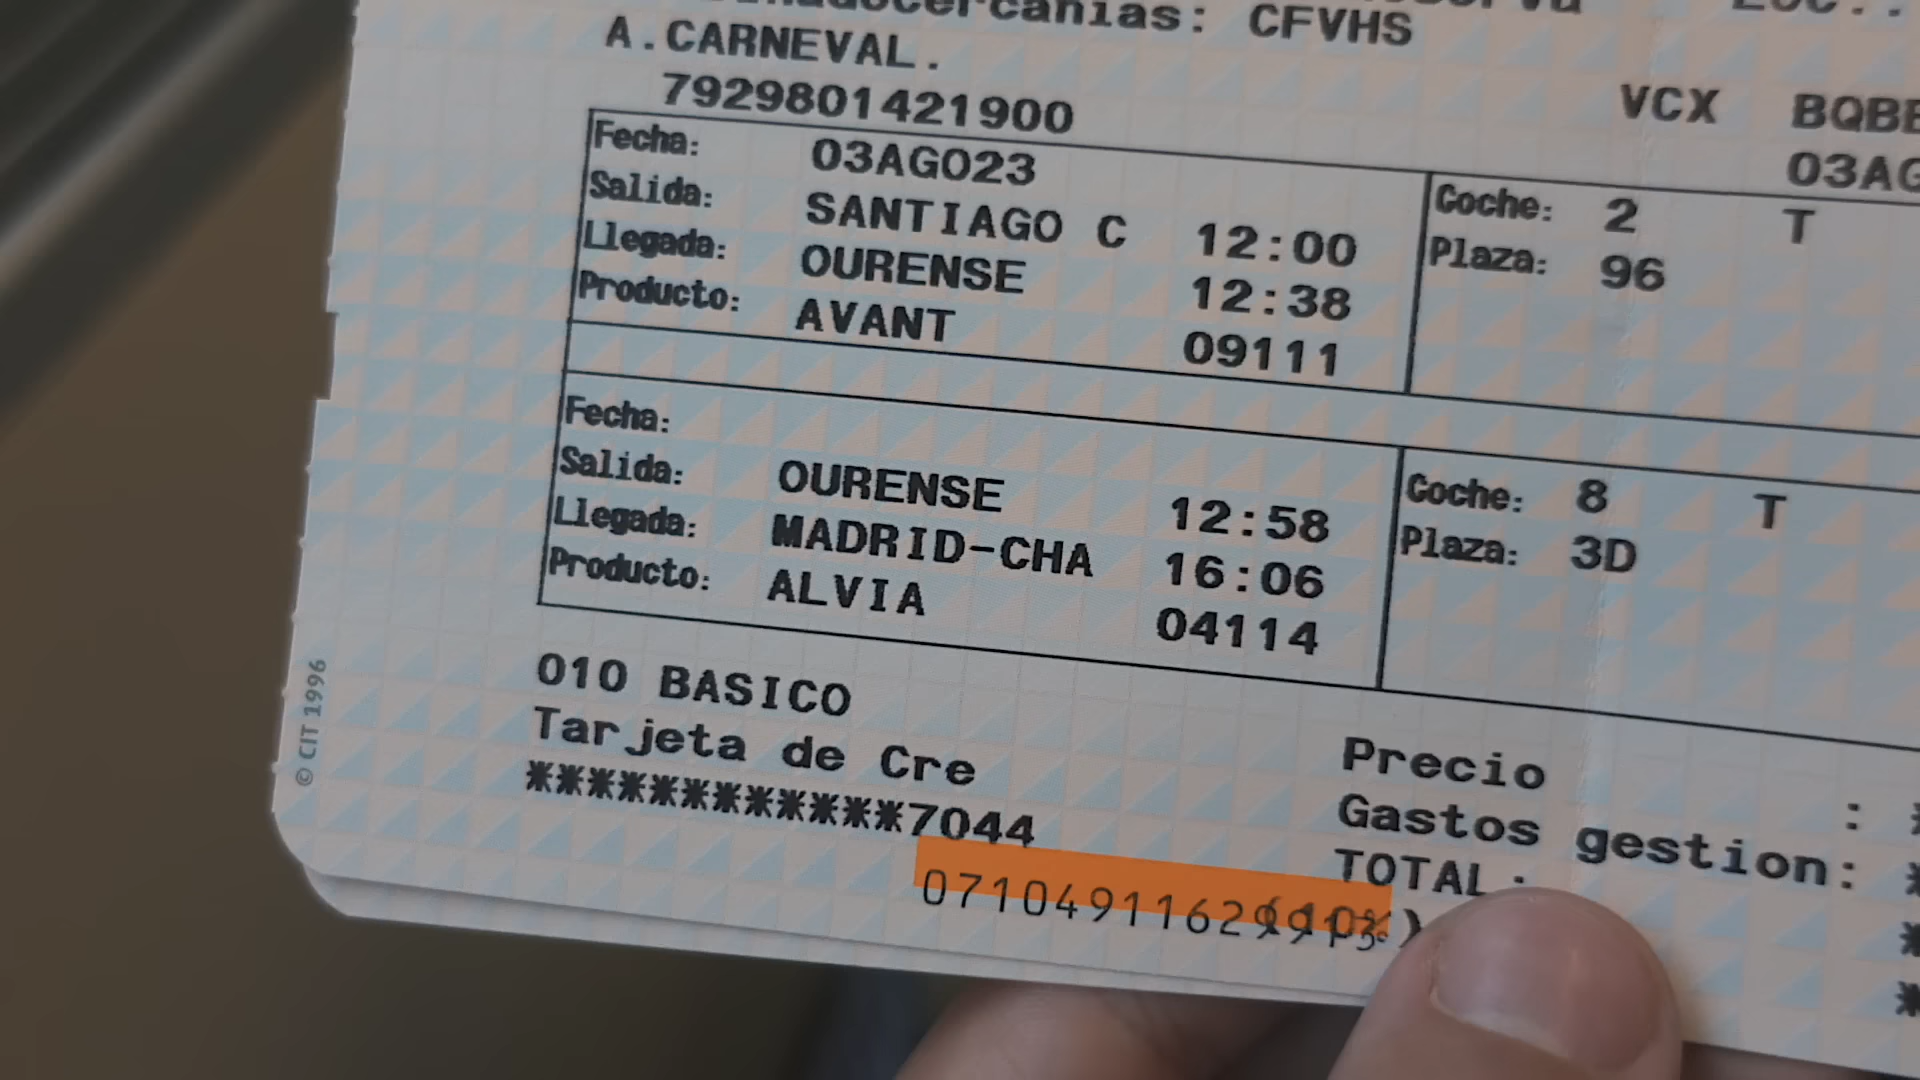 CFVHS
A.CARNEVAL.
7929801421900
VCX
Fecha: 03AGO23
Salida: SANTIAGO C 12:00
Llegada: OURENSE 12:38
Producto: AVANT 09111
Coche: 2 T
Plaza: 96
Fecha:
Salida: OURENSE 12:58
Llegada: MADRID-CHA 16:06
Producto: ALVIA 04114
Coche: 8 T
Plaza: 3D
010 BASICO
Tarjeta de Cre
************7044
Precio :
Gastos gestion:
TOTAL :
© CIT 1996